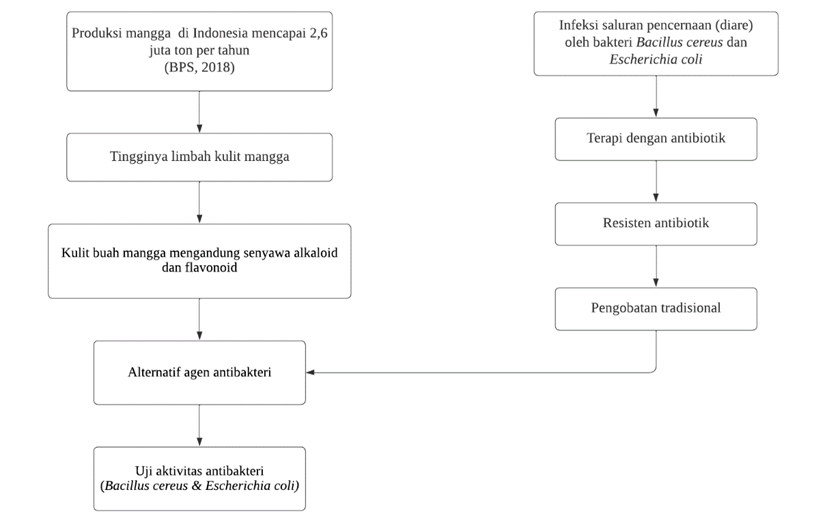 Produksi mangga di Indonesia mencapai 2,6
juta ton per tahun
(BPS, 2018)
Tingginya limbah kulit mangga
Kulit buah mangga mengandung senyawa alkaloid
dan flavonoid
Alternatif agen antibakteri
Uji aktivitas antibakteri
(Bacillus cereus & Escherichia coli)
Infeksi saluran pencernaan (diare)
oleh bakteri Bacillus cereus dan
Escherichia coli
Terapi dengan antibiotik
Resisten antibiotik
Pengobatan tradisional